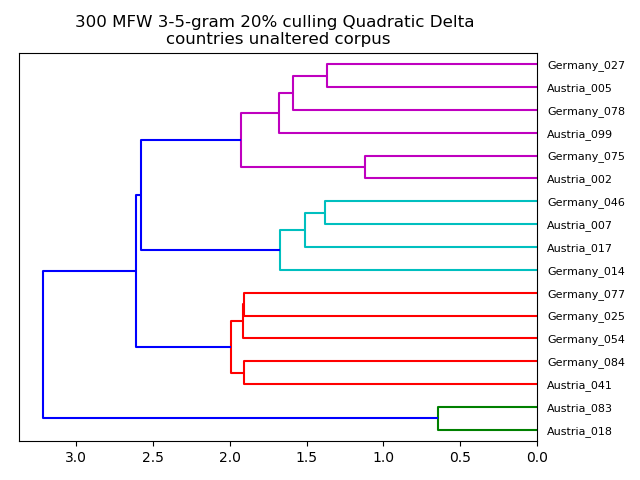 300 MFW 3-5-gram 20% culling Quadratic Delta
countries unaltered corpus
Germany_027
Austria_005
Germany_078
Austria_099
Germany_075
Austria_002
Germany_046
Austria_007
Austria_017
Germany_014
Germany_077
Germany_025
Germany_054
Germany_084
Austria_041
Austria_083
Austria_018
3.0 2.5 2.0 1.5 1.0 0.5 0.0